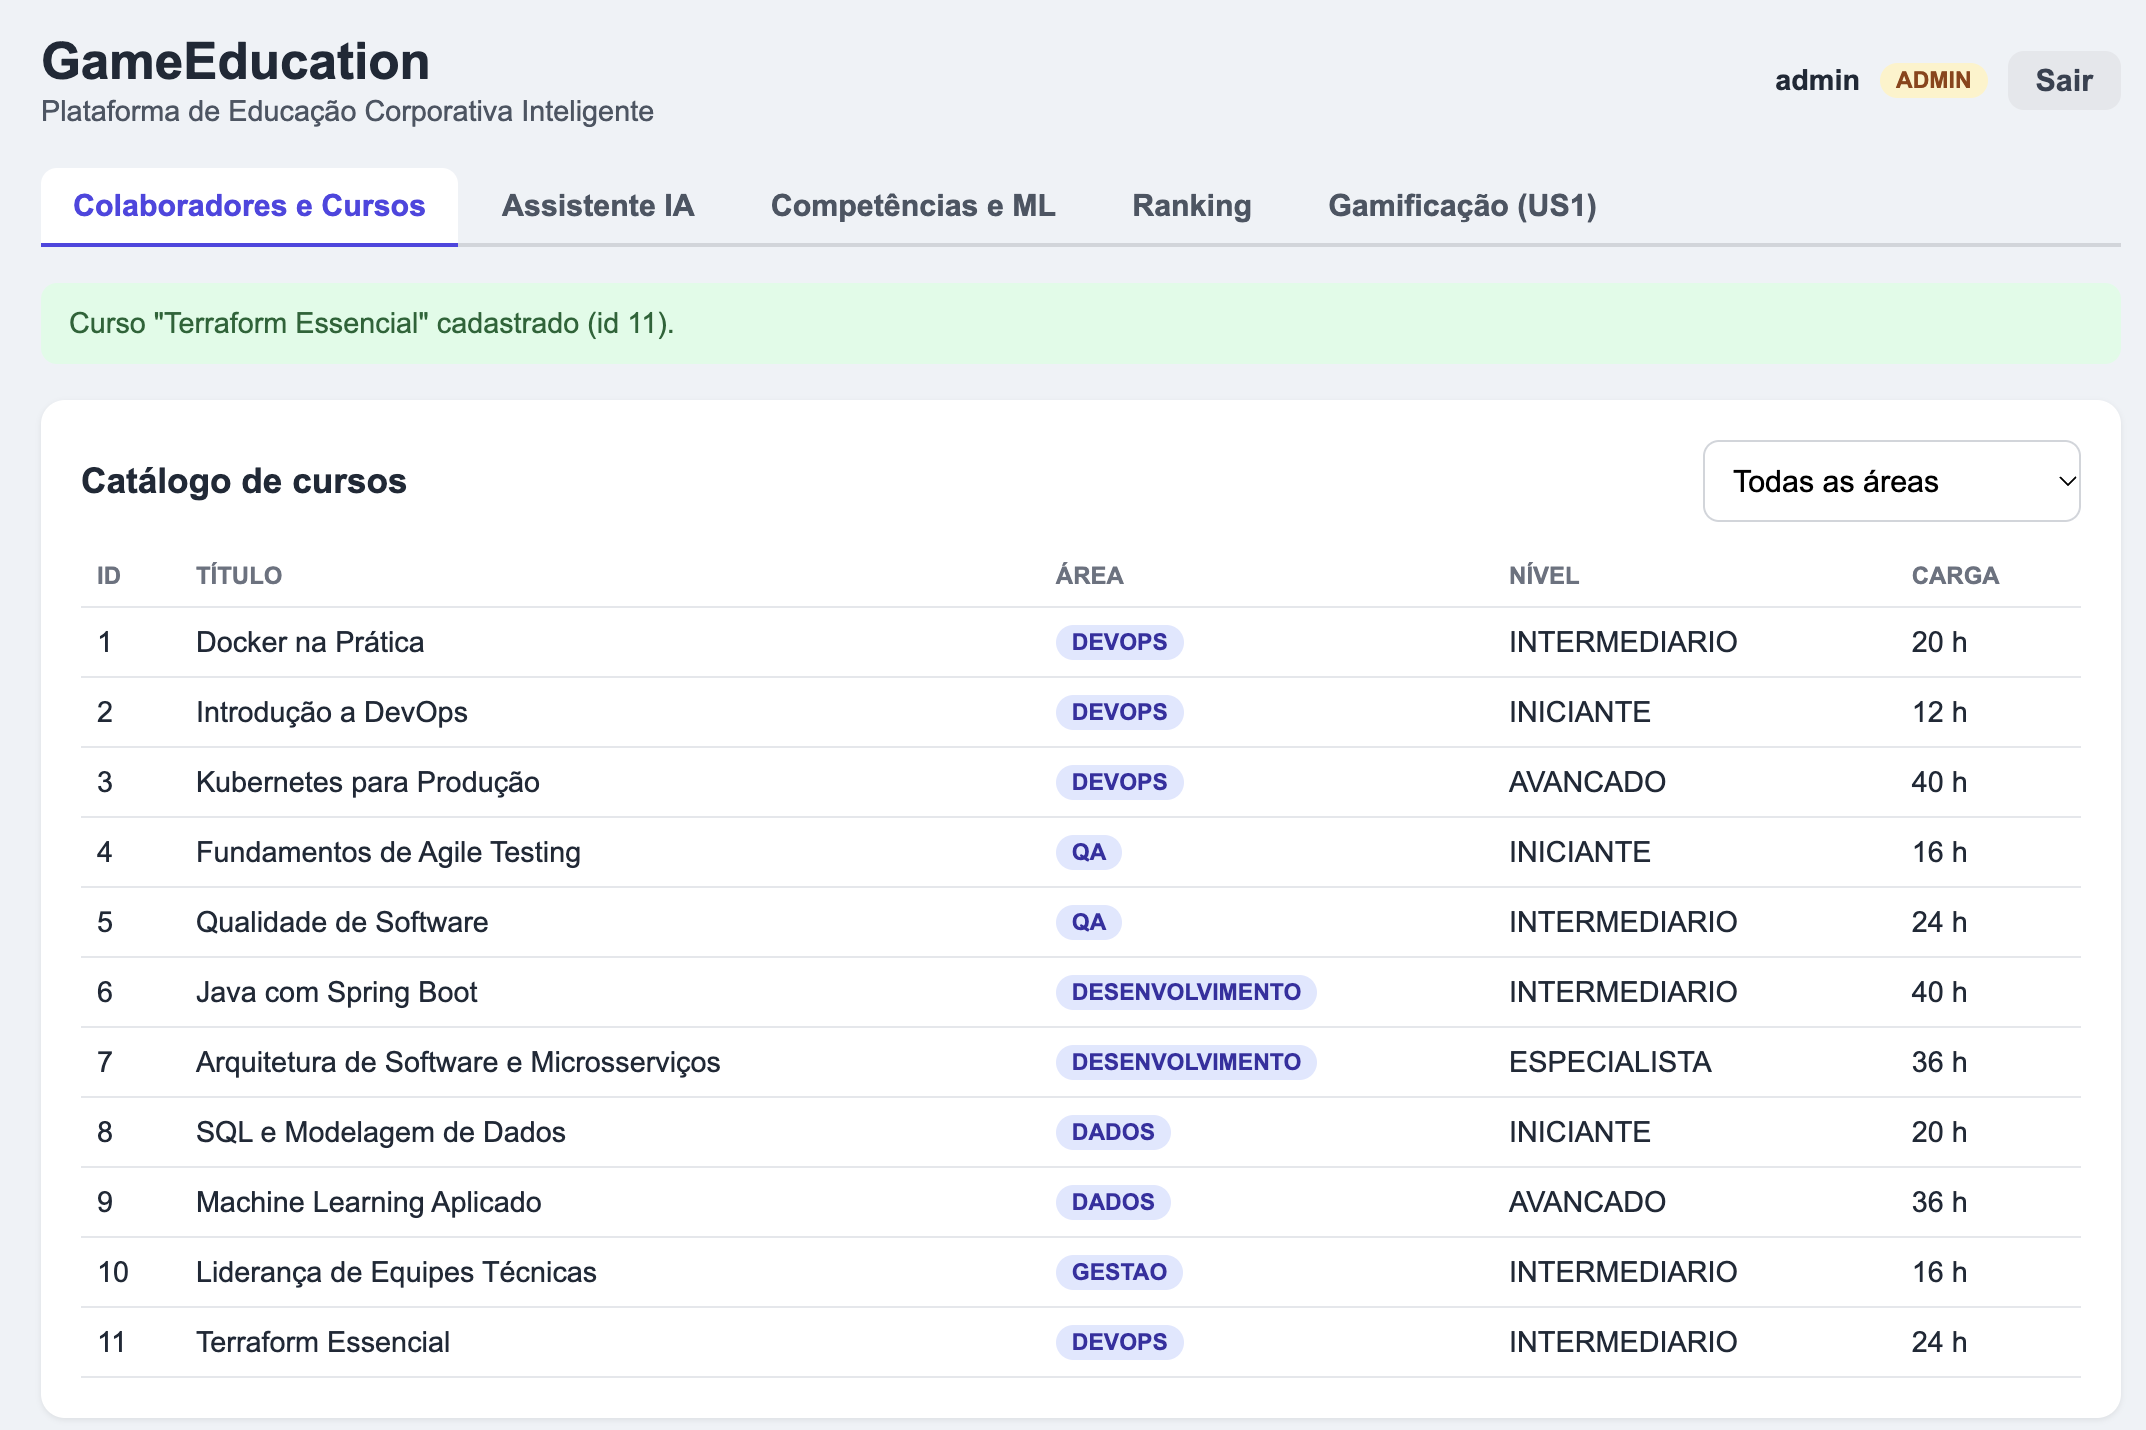 GameEducation
Plataforma de Educação Corporativa Inteligente
admin ADMIN Sair
Colaboradores e Cursos Assistente IA Competências e ML Ranking Gamificação (US1)
Curso "Terraform Essencial" cadastrado (id 11).
Catálogo de cursos Todas as áreas
ID TÍTULO ÁREA NÍVEL CARGA
1 Docker na Prática DEVOPS INTERMEDIARIO 20 h
2 Introdução a DevOps DEVOPS INICIANTE 12 h
3 Kubernetes para Produção DEVOPS AVANCADO 40 h
4 Fundamentos de Agile Testing QA INICIANTE 16 h
5 Qualidade de Software QA INTERMEDIARIO 24 h
6 Java com Spring Boot DESENVOLVIMENTO INTERMEDIARIO 40 h
7 Arquitetura de Software e Microsserviços DESENVOLVIMENTO ESPECIALISTA 36 h
8 SQL e Modelagem de Dados DADOS INICIANTE 20 h
9 Machine Learning Aplicado DADOS AVANCADO 36 h
10 Liderança de Equipes Técnicas GESTAO INTERMEDIARIO 16 h
11 Terraform Essencial DEVOPS INTERMEDIARIO 24 h